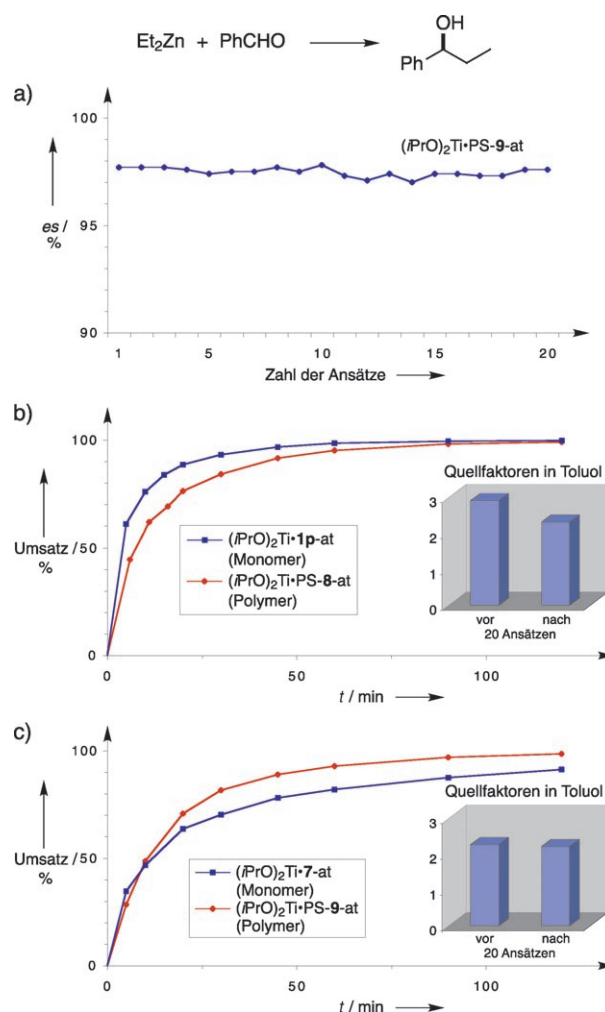 Et₂Zn + PhCHO
OH
Ph
a)
100
95
90
es / %
(iPrO)₂Ti•PS-9-at
1 5 10 15 20
Zahl der Ansätze
b)
100
50
0
Umsatz / %
(iPrO)₂Ti•1p-at
(Monomer)
(iPrO)₂Ti•PS-8-at
(Polymer)
Quellfaktoren in Toluol
3
2
1
0
vor nach
20 Ansätzen
50 100
t / min
c)
100
50
0
Umsatz / %
(iPrO)₂Ti•7-at
(Monomer)
(iPrO)₂Ti•PS-9-at
(Polymer)
Quellfaktoren in Toluol
3
2
1
0
vor nach
20 Ansätzen
50 100
t / min